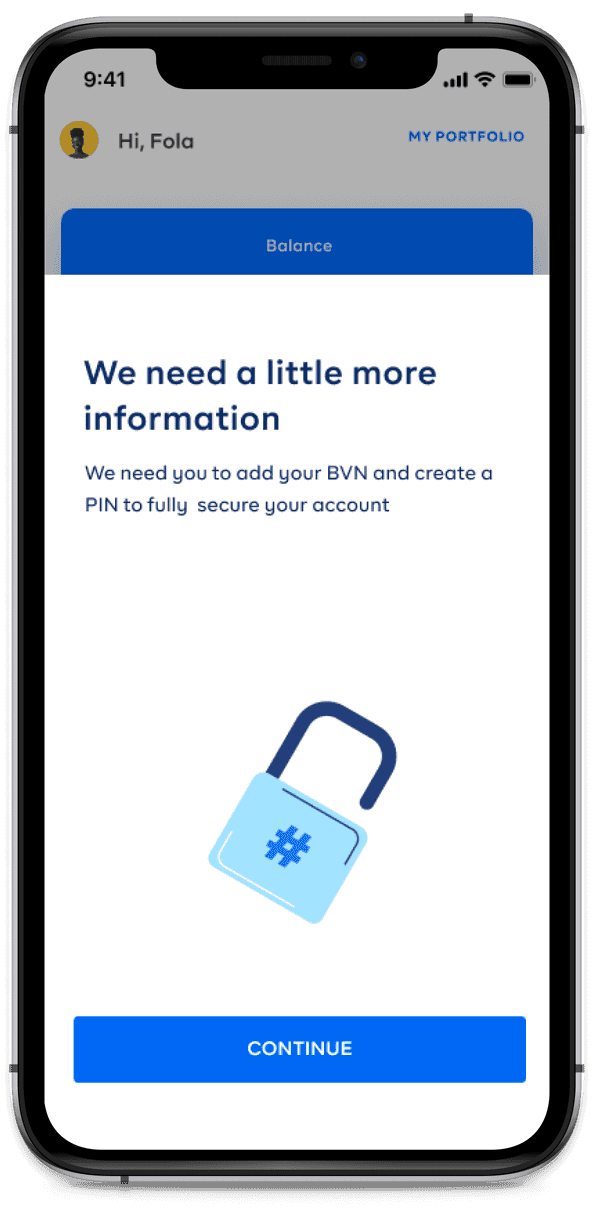 9:41
Hi, Fola
MY PORTFOLIO
Balance
We need a little more
information
We need you to add your BVN and create a
PIN to fully  secure your account
#
CONTINUE